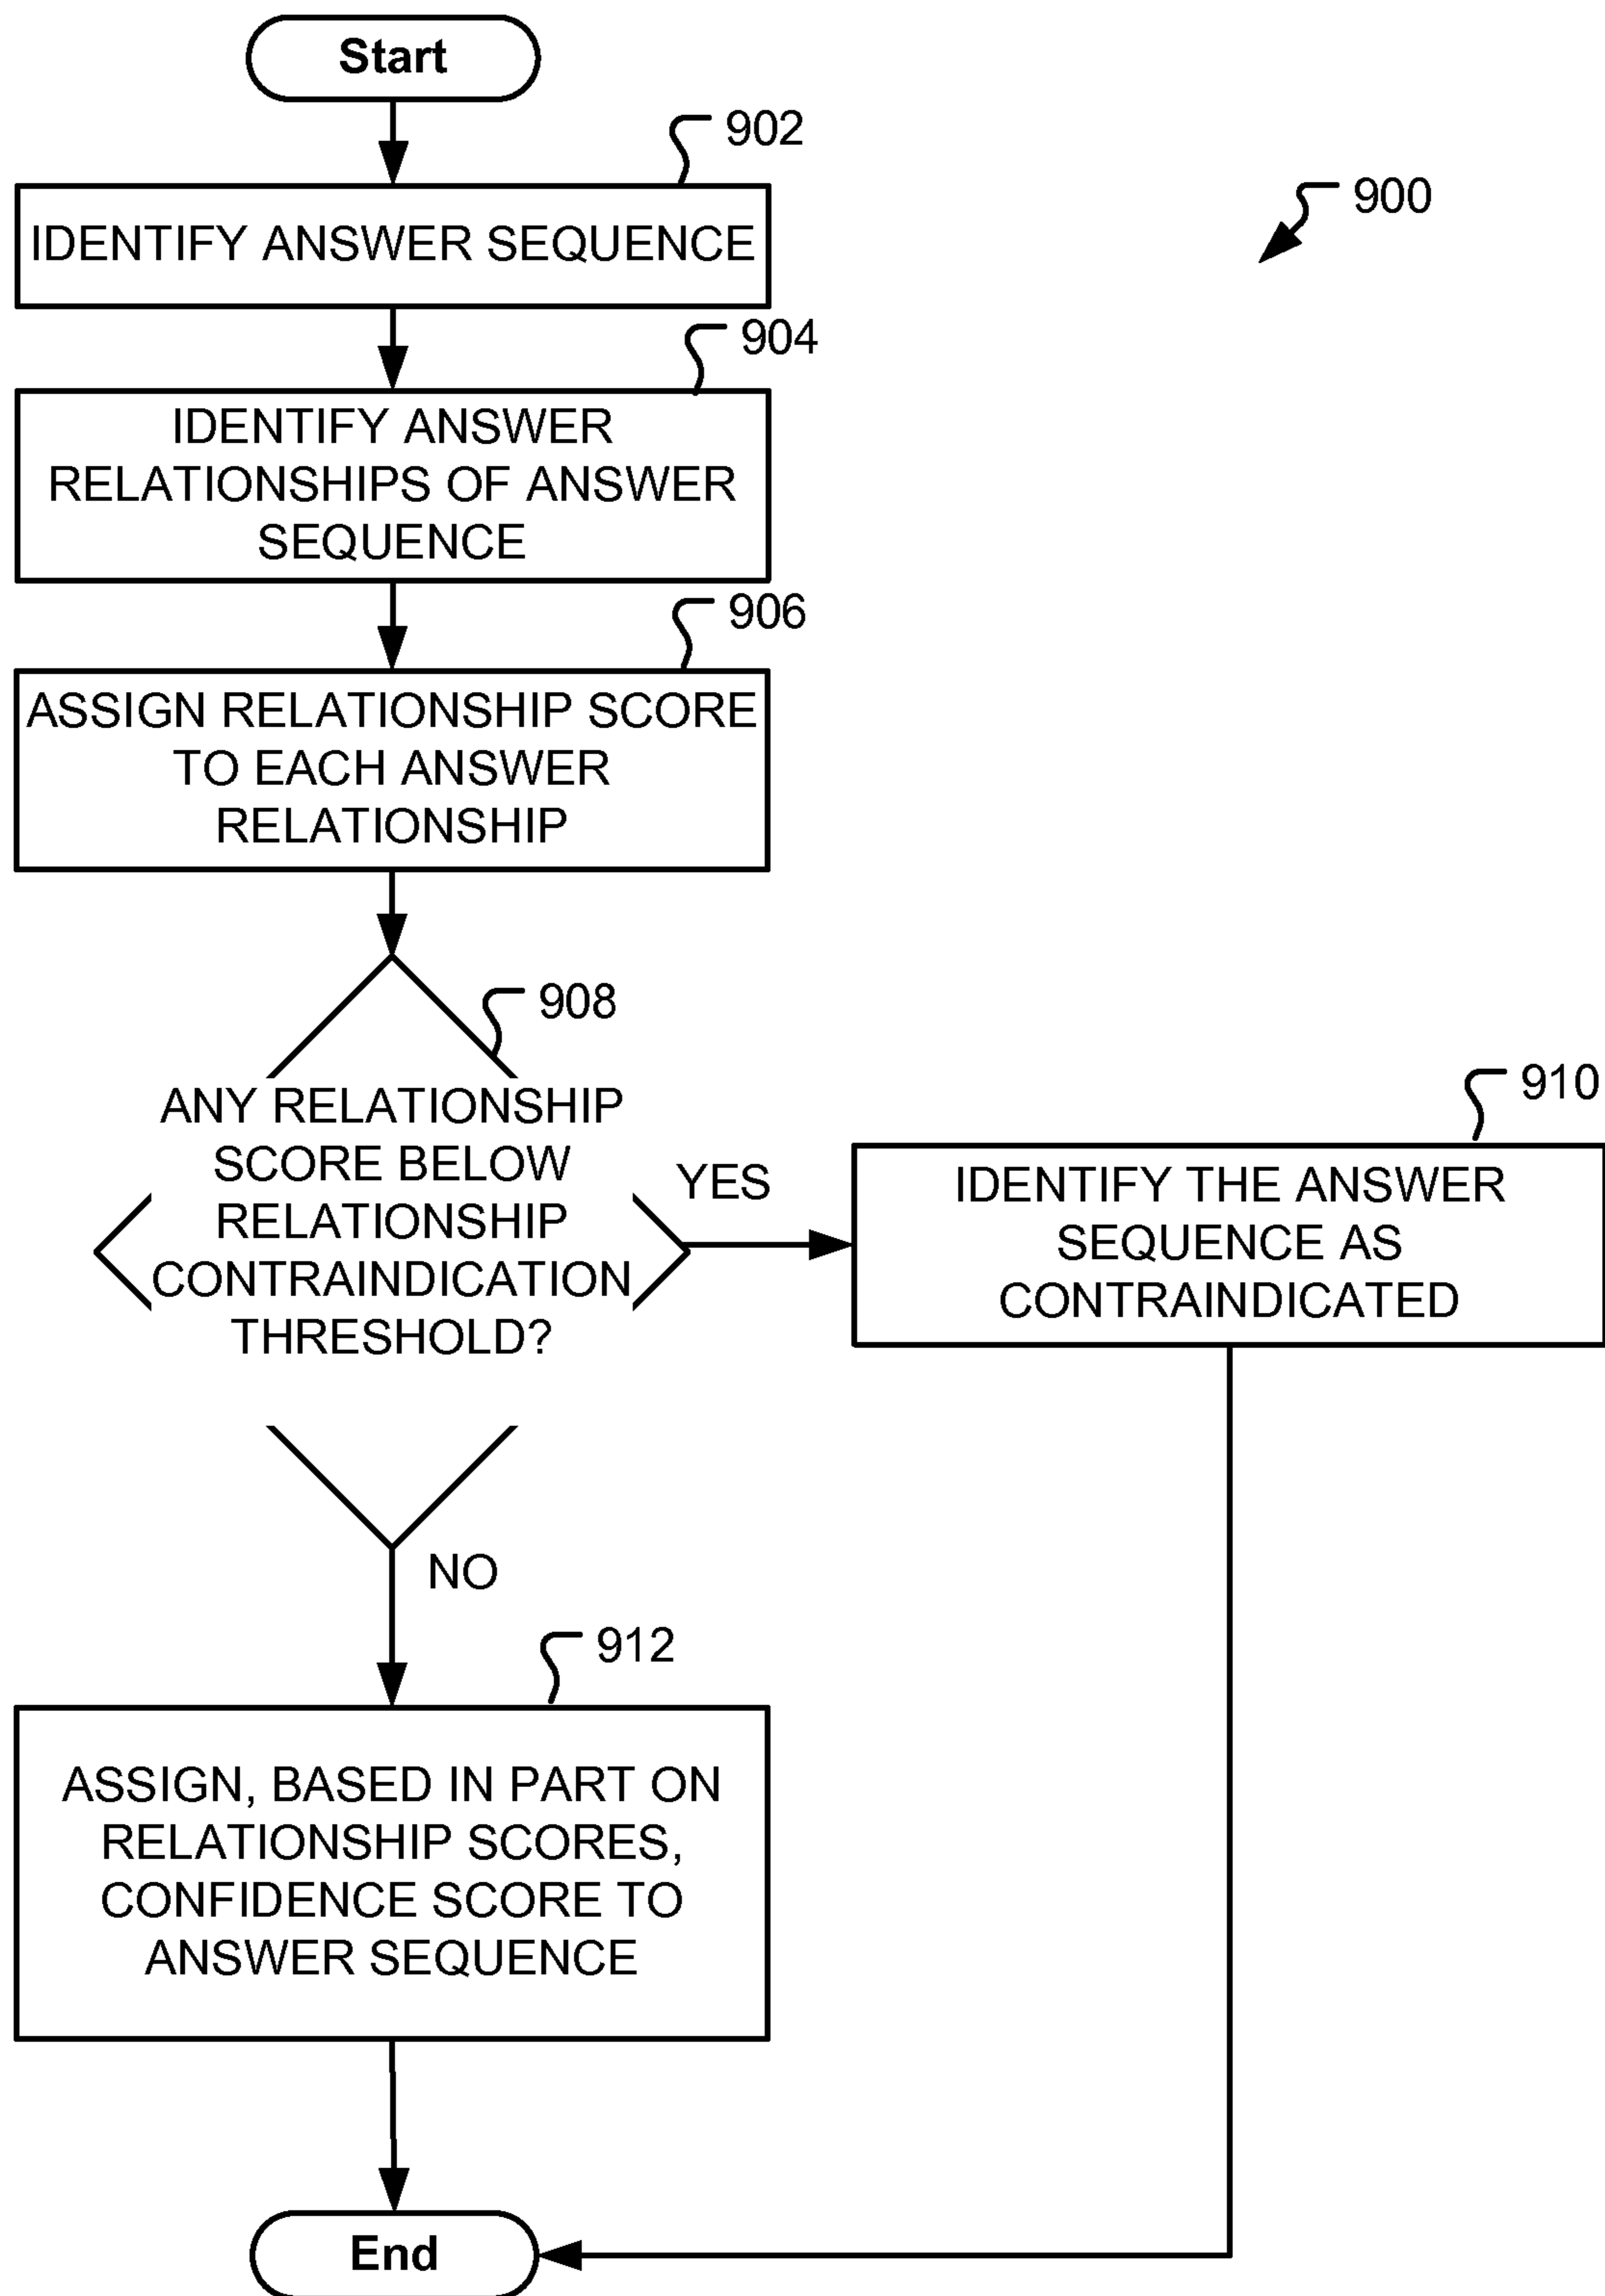 Start
902
900
IDENTIFY ANSWER SEQUENCE
904
IDENTIFY ANSWER
RELATIONSHIPS OF ANSWER
SEQUENCE
906
ASSIGN RELATIONSHIP SCORE
TO EACH ANSWER
RELATIONSHIP
908
ANY RELATIONSHIP
SCORE BELOW
RELATIONSHIP
CONTRAINDICATION
THRESHOLD?
YES
910
IDENTIFY THE ANSWER
SEQUENCE AS
CONTRAINDICATED
NO
912
ASSIGN, BASED IN PART ON
RELATIONSHIP SCORES,
CONFIDENCE SCORE TO
ANSWER SEQUENCE
End